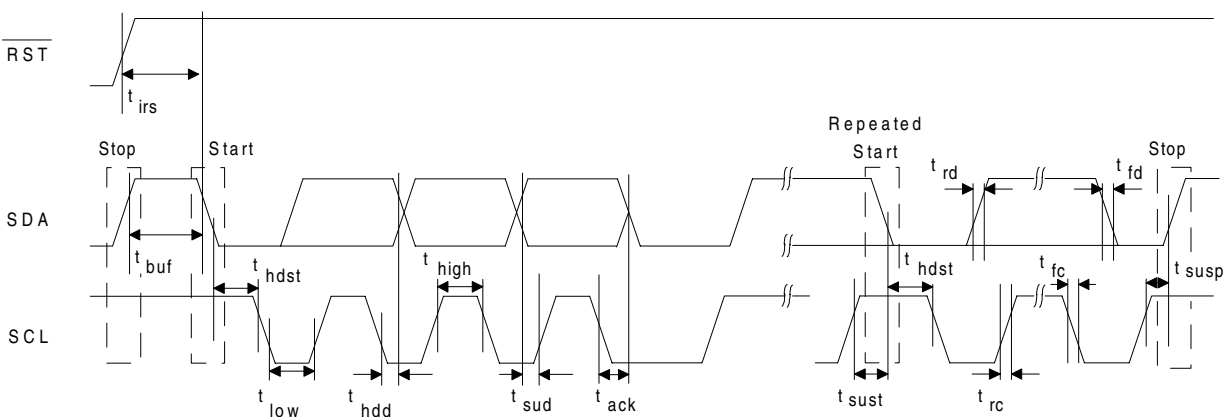 RST
t irs
Repeated
Stop Start Start Stop
t rd t fd
SDA
t buf t hdst t high t hdst t fc t susp
SCL
t low t hdd t sud t ack t sust t rc